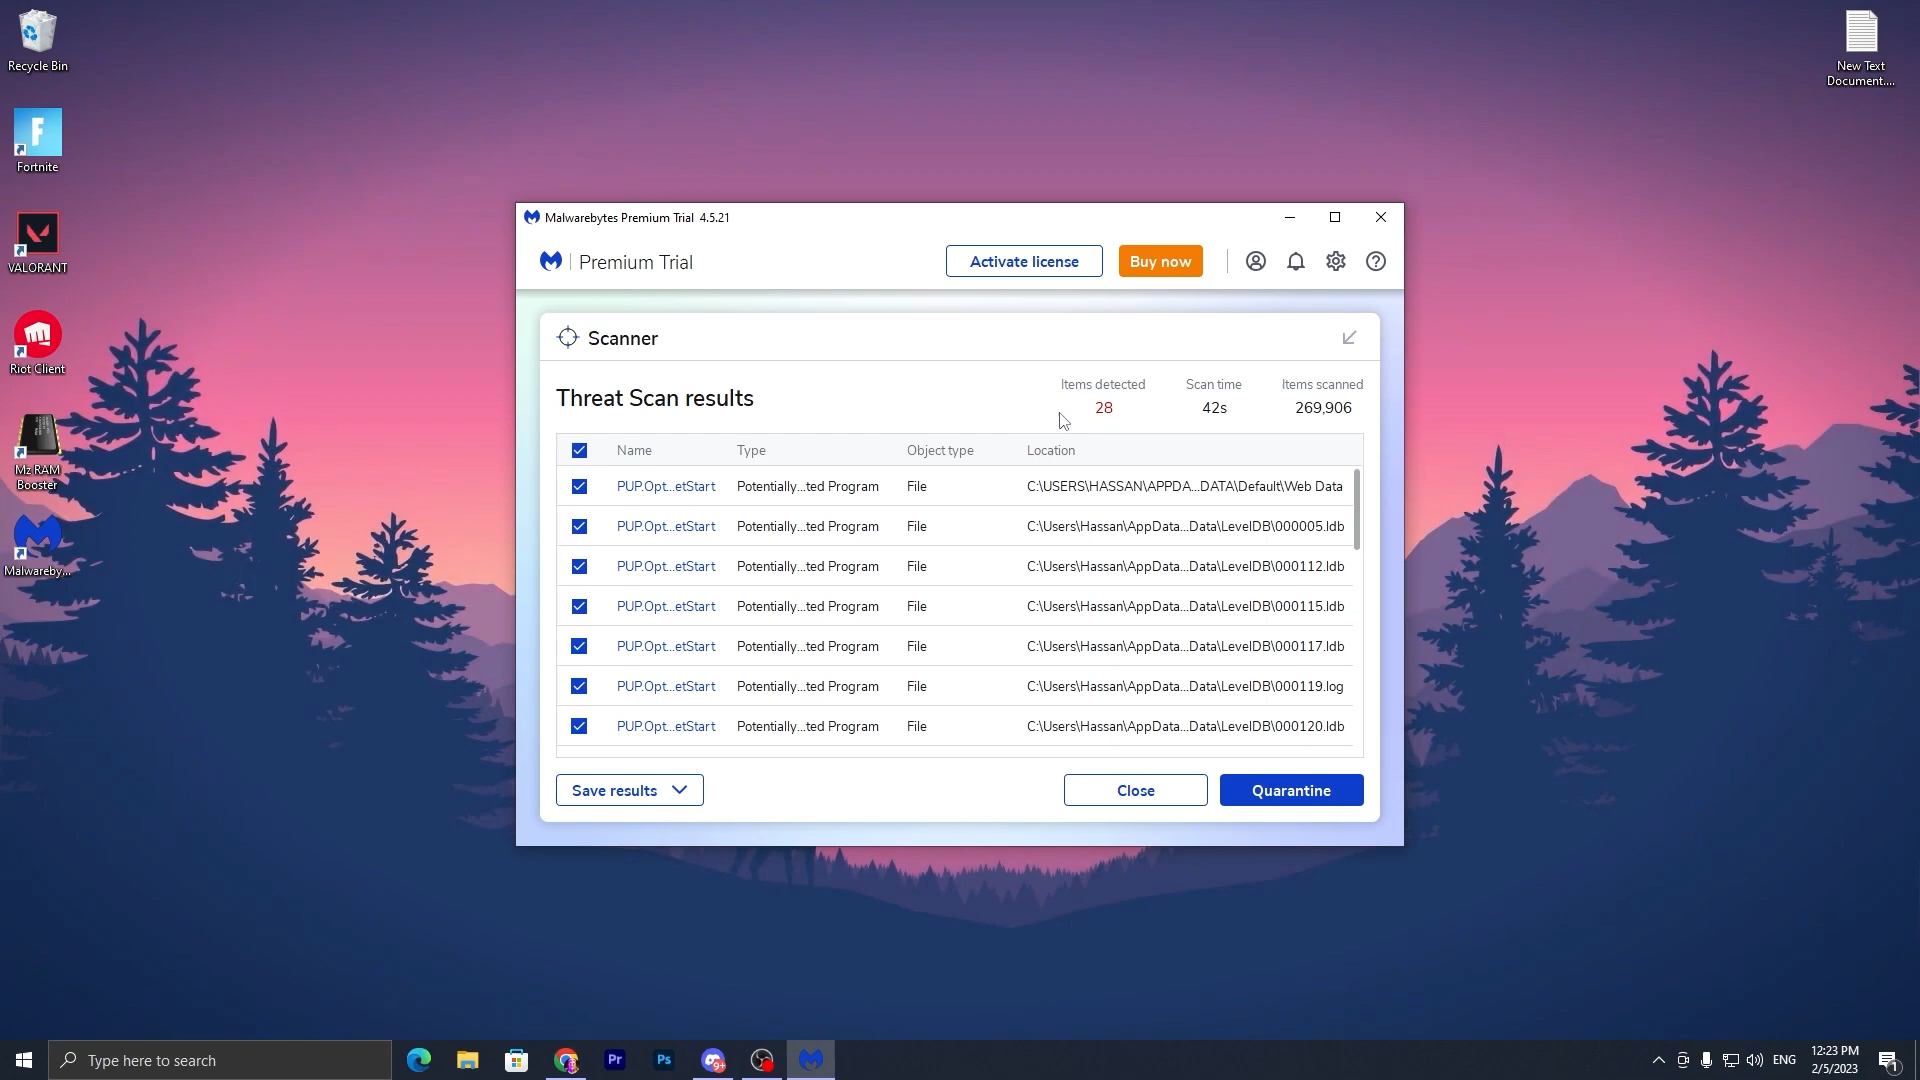 Recycle Bin
Fortnite
VALORANT
Riot Client
Mz RAM
Booster
Malwareby...
New Text
Document....
Malwarebytes Premium Trial 4.5.21
Premium Trial
Activate license
Buy now
Scanner
Threat Scan results
Items detected
28
Scan time
42s
Items scanned
269,906
Name Type Object type Location
PUP.Opt...etStart Potentially...ted Program File C:\USERS\HASSAN\APPDA...DATA\Default\Web Data
PUP.Opt...etStart Potentially...ted Program File C:\Users\Hassan\AppData...Data\LevelDB\000005.ldb
PUP.Opt...etStart Potentially...ted Program File C:\Users\Hassan\AppData...Data\LevelDB\000112.ldb
PUP.Opt...etStart Potentially...ted Program File C:\Users\Hassan\AppData...Data\LevelDB\000115.ldb
PUP.Opt...etStart Potentially...ted Program File C:\Users\Hassan\AppData...Data\LevelDB\000117.ldb
PUP.Opt...etStart Potentially...ted Program File C:\Users\Hassan\AppData...Data\LevelDB\000119.log
PUP.Opt...etStart Potentially...ted Program File C:\Users\Hassan\AppData...Data\LevelDB\000120.ldb
Save results
Close
Quarantine
Type here to search
Pr
Ps
9+
ENG
12:23 PM
2/5/2023
1